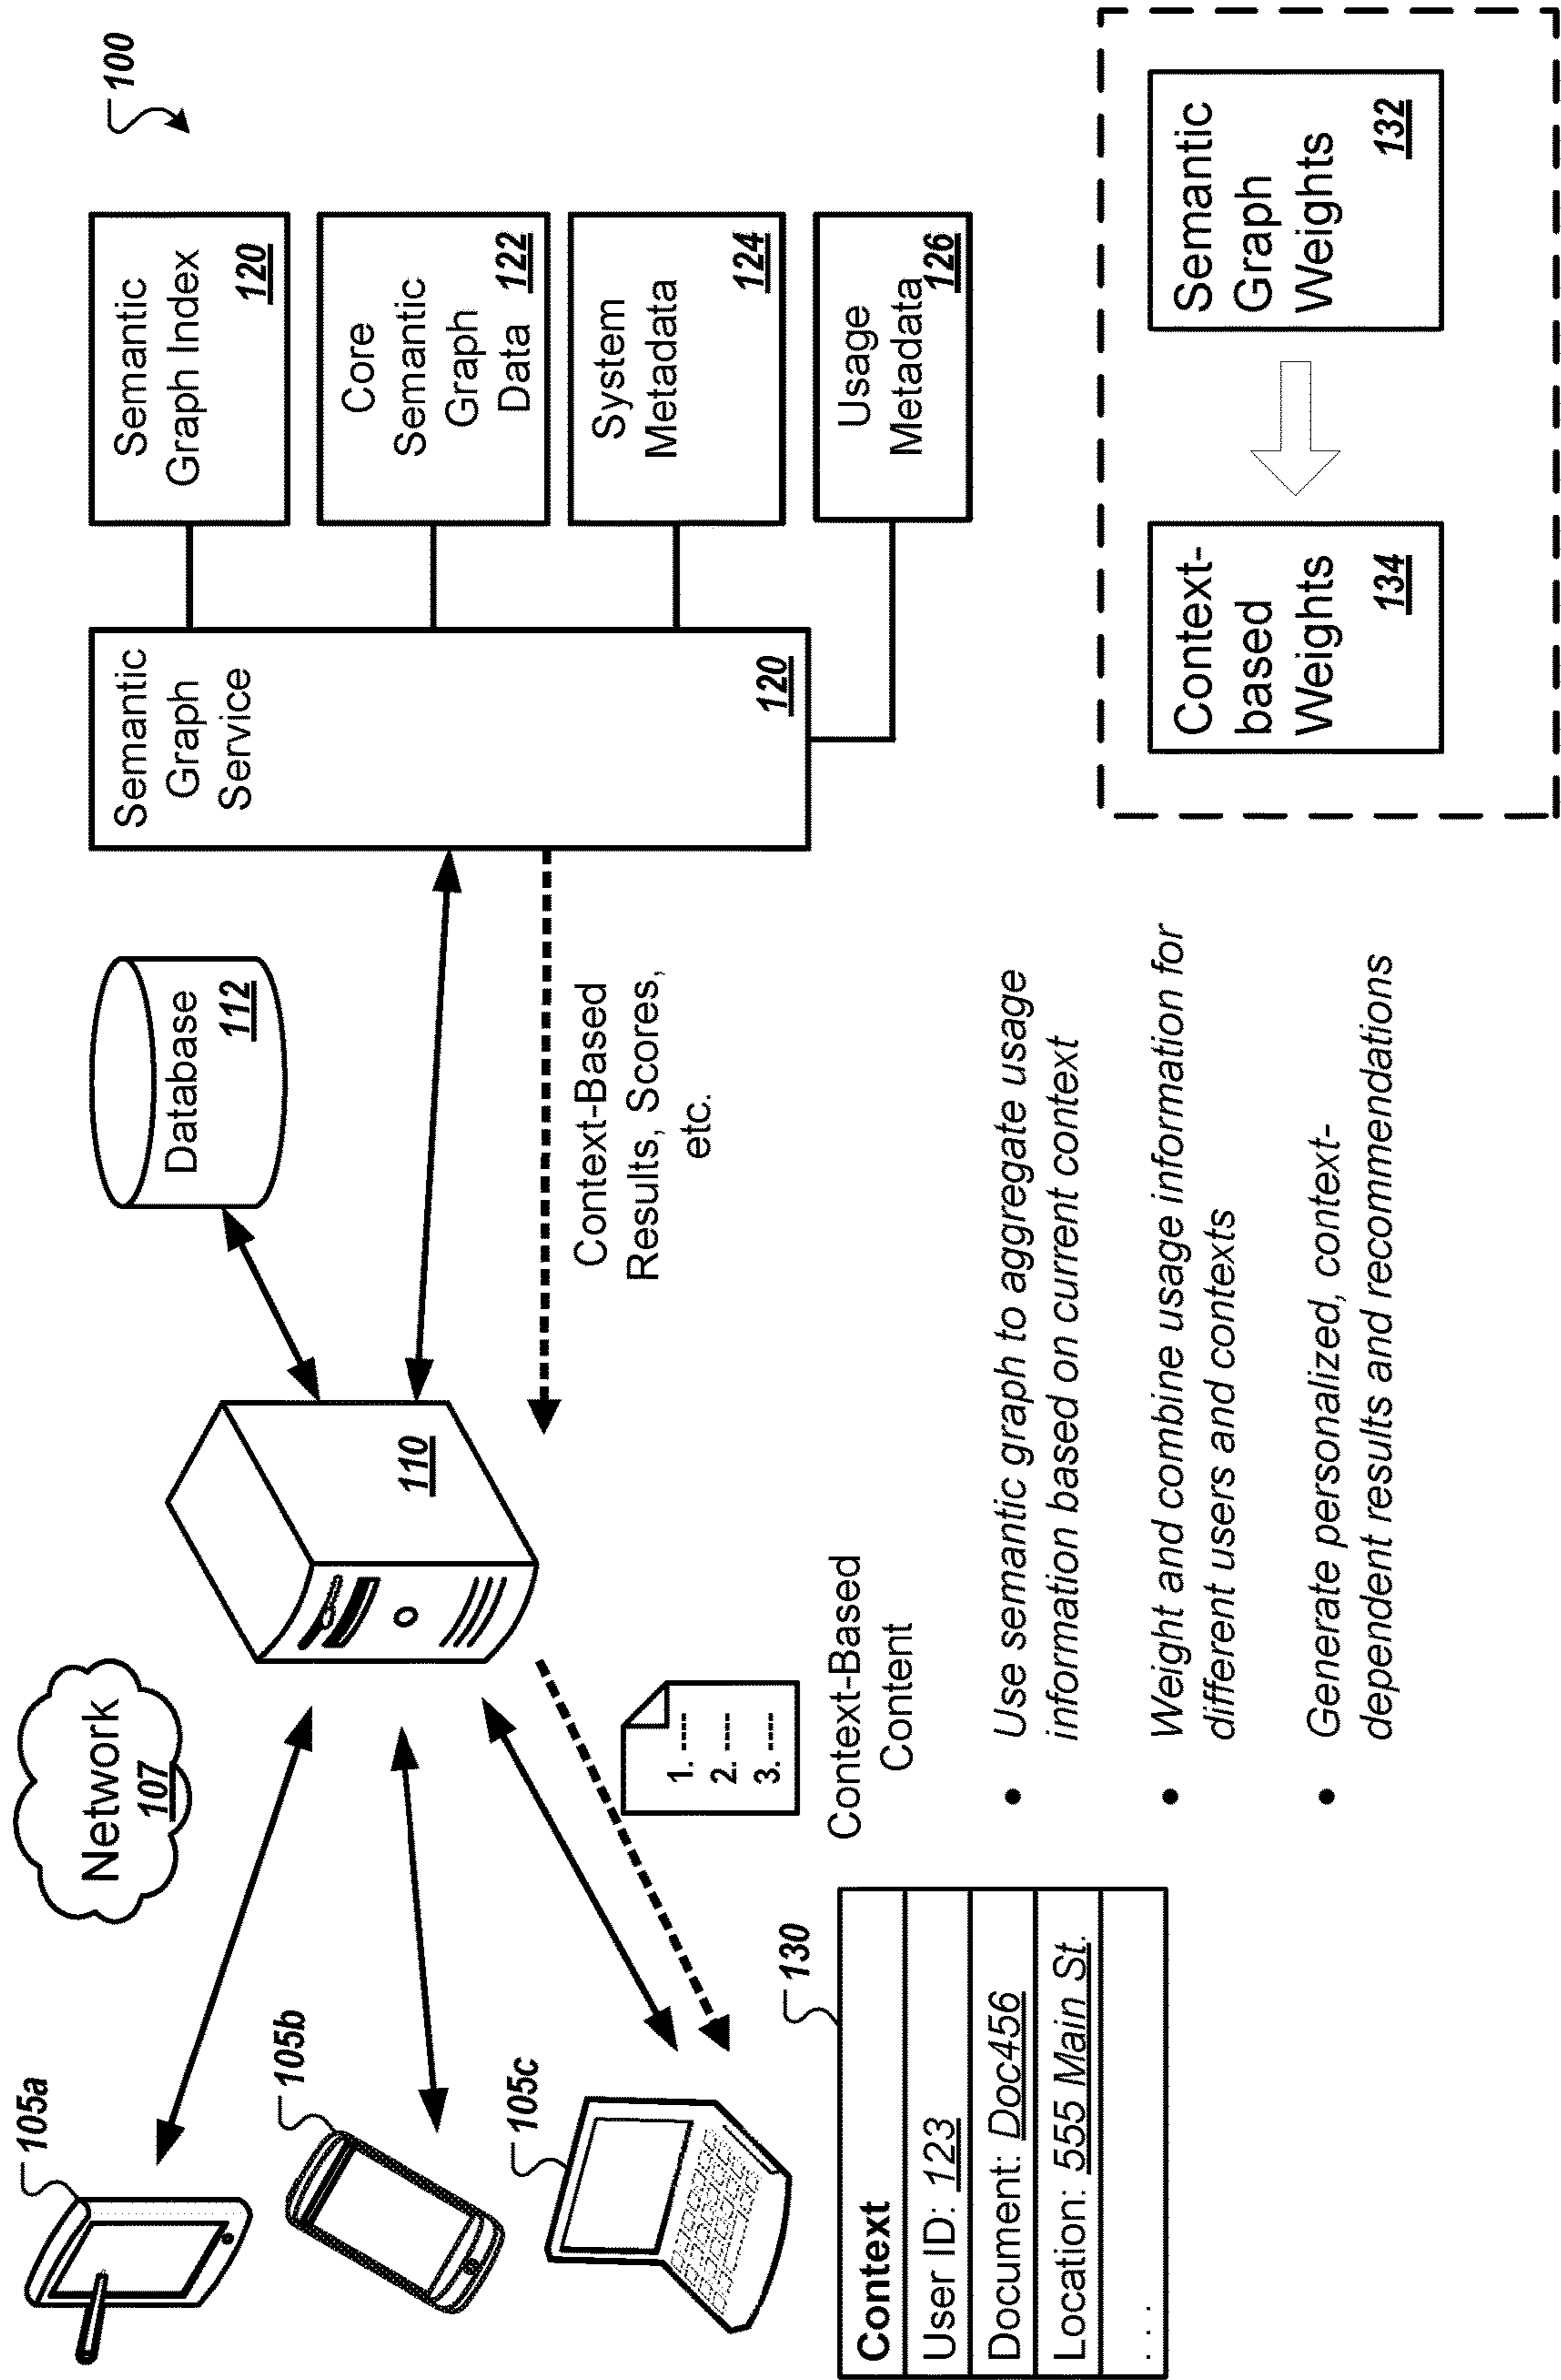 100
Network
107
105a
105b
105c
110
Database
112
Semantic
Graph
Service
120
Semantic
Graph Index
120
Core
Semantic
Graph
Data 122
System
Metadata
124
Usage
Metadata
126
Context-Based
Results, Scores,
etc.
1. ----
2. ----
3. ----
Context-Based
Content
130
Context
User ID: 123
Document: Doc456
Location: 555 Main St.
. . .
• Use semantic graph to aggregate usage
information based on current context
• Weight and combine usage information for
different users and contexts
• Generate personalized, context-
dependent results and recommendations
Context-
based
Weights
134
Semantic
Graph
Weights
132